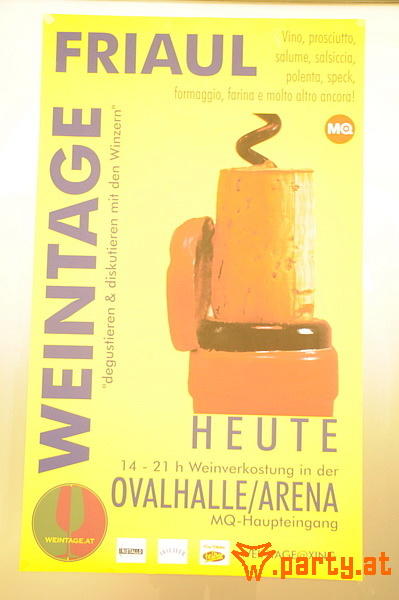 FRIAUL
Vino, prosciutto,
salume, salsiccia,
polenta, speck,
formaggio, farina e molto altro ancora!
MQ
WEINTAGE
"degustieren & diskutieren mit den Winzern"
HEUTE
14 - 21 h Weinverkostung in der
OVALHALLE/ARENA
MQ-Haupteingang
WEINTAGE.AT
party.at